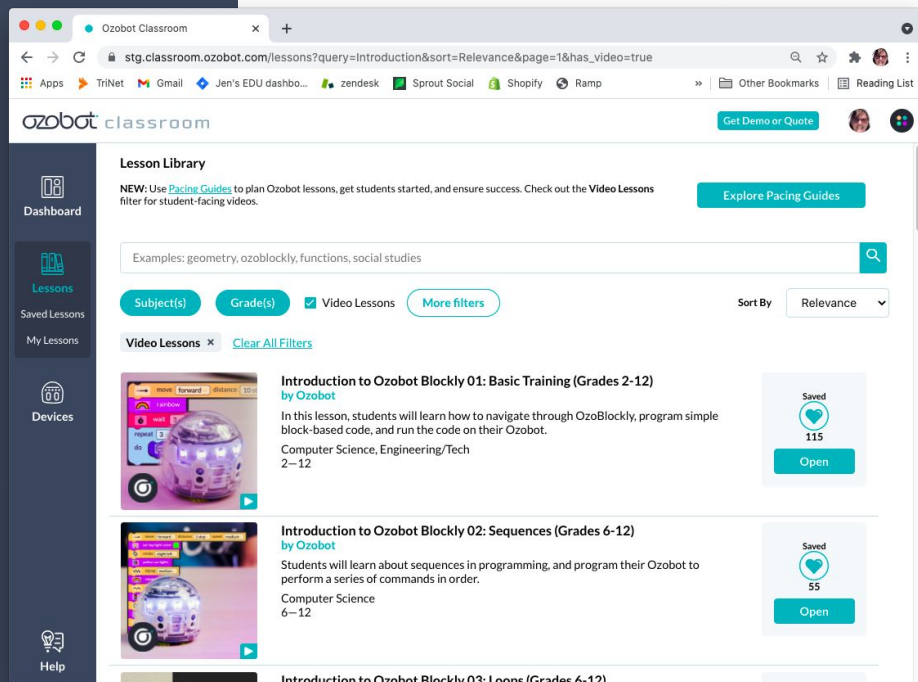 Ozobot Classroom
stg.classroom.ozobot.com/lessons?query=Introduction&sort=Relevance&page=1&has_video=true
Apps TriNet Gmail Jen's EDU dashbo... zendesk Sprout Social Shopify Ramp » Other Bookmarks Reading List
ozobot classroom
Get Demo or Quote
Dashboard
Lessons
Saved Lessons
My Lessons
Devices
Help
Lesson Library
NEW: Use Pacing Guides to plan Ozobot lessons, get students started, and ensure success. Check out the Video Lessons
filter for student-facing videos.
Explore Pacing Guides
Examples: geometry, ozoblockly, functions, social studies
Subject(s) Grade(s) Video Lessons More filters
Sort By Relevance
Video Lessons × Clear All Filters
move forward distance
rainbow
wait
repeat 3
do
Introduction to Ozobot Blockly 01: Basic Training (Grades 2-12)
by Ozobot
In this lesson, students will learn how to navigate through OzoBlockly, program simple
block-based code, and run the code on their Ozobot.
Computer Science, Engineering/Tech
2—12
Saved
115
Open
Introduction to Ozobot Blockly 02: Sequences (Grades 6-12)
by Ozobot
Students will learn about sequences in programming, and program their Ozobot to
perform a series of commands in order.
Computer Science
6—12
Saved
55
Open
Introduction to Ozobot Blockly 03: Loops (Grades 6-12)